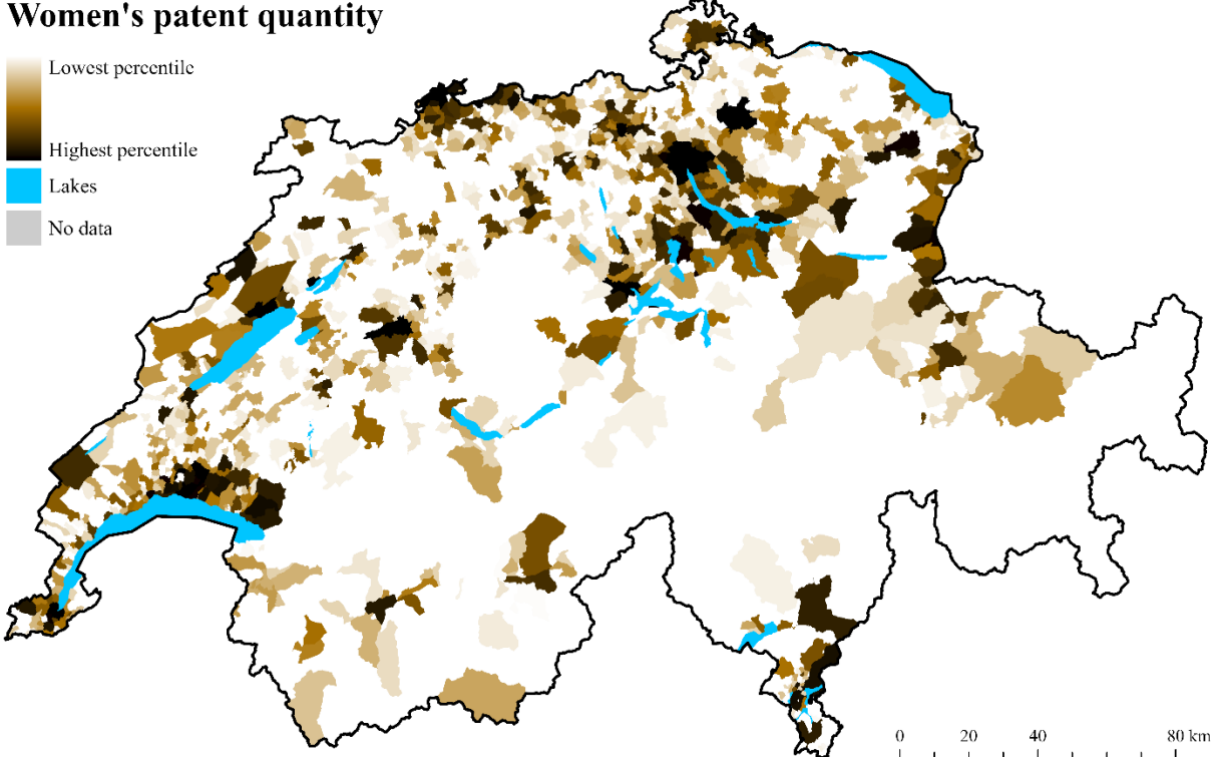 Women's patent quantity
Lowest percentile
Highest percentile
Lakes
No data
0 20 40 80 km